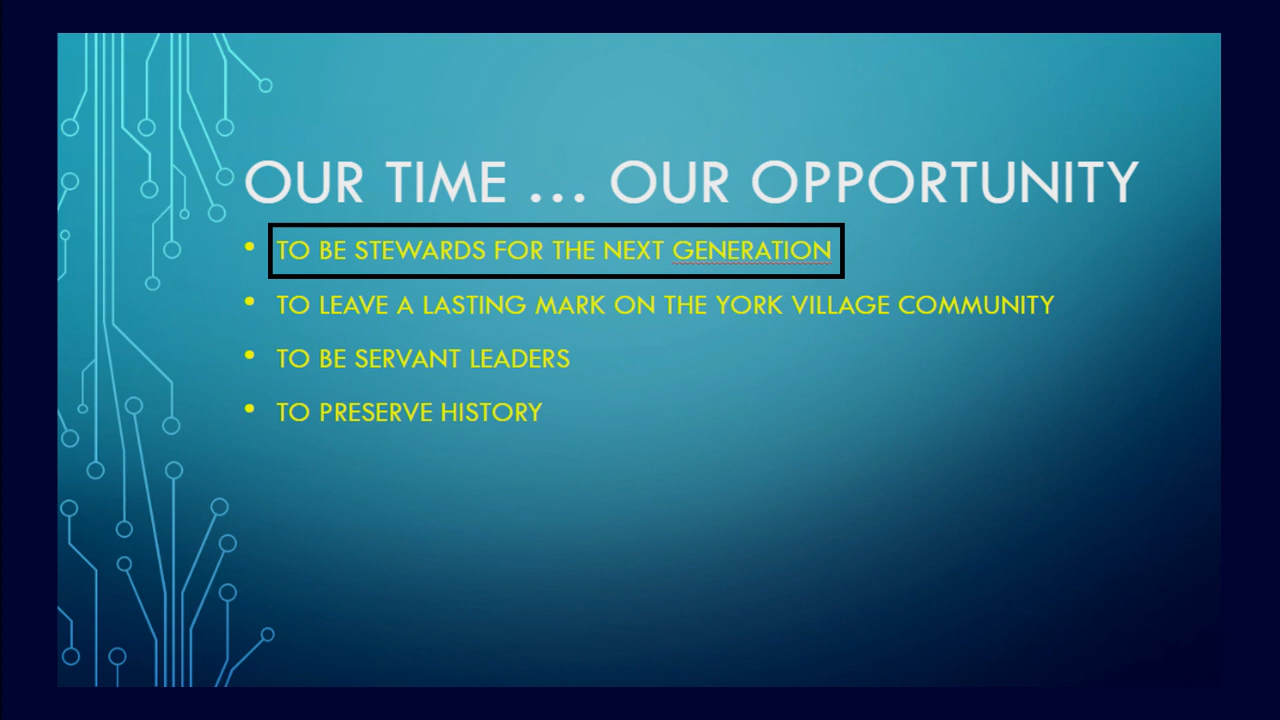 OUR TIME ... OUR OPPORTUNITY
• TO BE STEWARDS FOR THE NEXT GENERATION
• TO LEAVE A LASTING MARK ON THE YORK VILLAGE COMMUNITY
• TO BE SERVANT LEADERS
• TO PRESERVE HISTORY